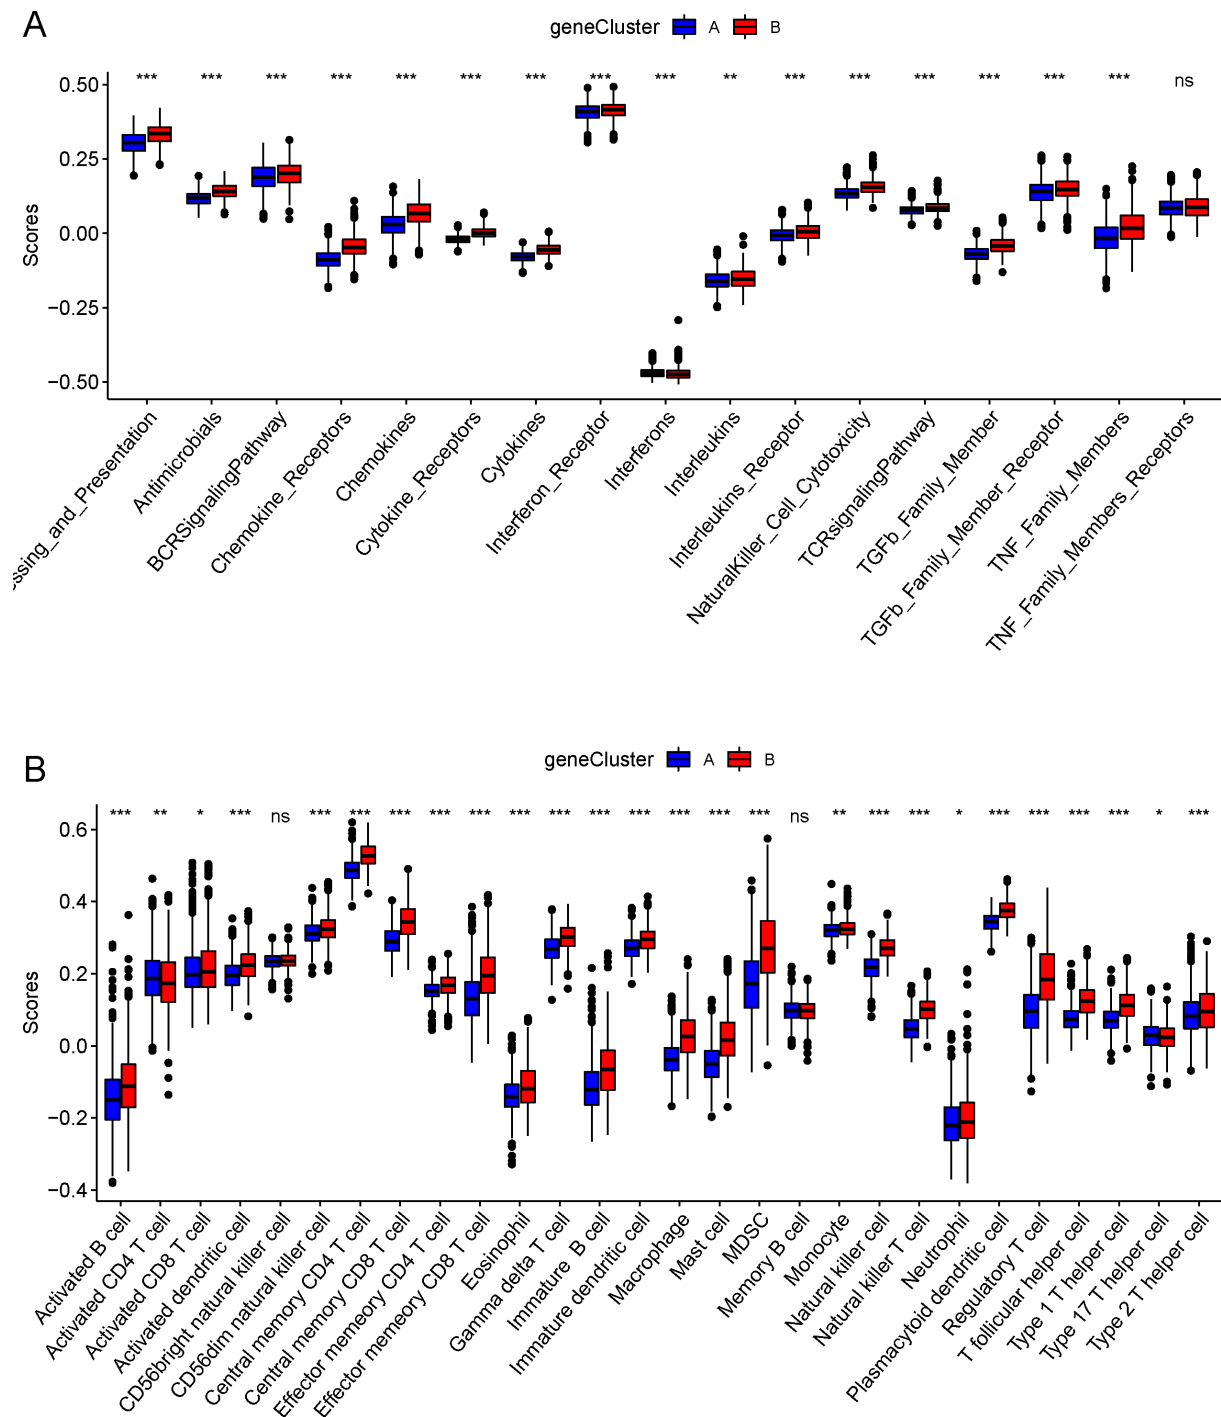 A
geneCluster A B
*** *** *** *** *** *** *** *** *** ** *** *** *** *** *** *** ns
0.50
0.25
0.00
−0.25
−0.50
Scores
ssing_and_Presentation
Antimicrobials
BCRSignalingPathway
Chemokine_Receptors
Chemokines
Cytokine_Receptors
Cytokines
Interferon_Receptor
Interferons
Interleukins
Interleukins_Receptor
NaturalKiller_Cell_Cytotoxicity
TCRsignalingPathway
TGFb_Family_Member
TGFb_Family_Member_Receptor
TNF_Family_Members
TNF_Family_Members_Receptors
B
geneCluster A B
*** ** * *** ns *** *** *** *** *** *** *** *** *** *** *** *** ns ** *** *** * *** *** *** *** * ***
0.6
0.4
0.2
0.0
−0.2
−0.4
Scores
Activated B cell
Activated CD4 T cell
Activated CD8 T cell
Activated dendritic cell
CD56bright natural killer cell
CD56dim natural killer cell
Central memory CD4 T cell
Central memory CD8 T cell
Effector memeory CD4 T cell
Effector memeory CD8 T cell
Eosinophil
Gamma delta T cell
Immature B cell
Immature dendritic cell
Macrophage
Mast cell
MDSC
Memory B cell
Monocyte
Natural killer cell
Natural killer T cell
Neutrophil
Plasmacytoid dendritic cell
Regulatory T cell
T follicular helper cell
Type 1 T helper cell
Type 17 T helper cell
Type 2 T helper cell